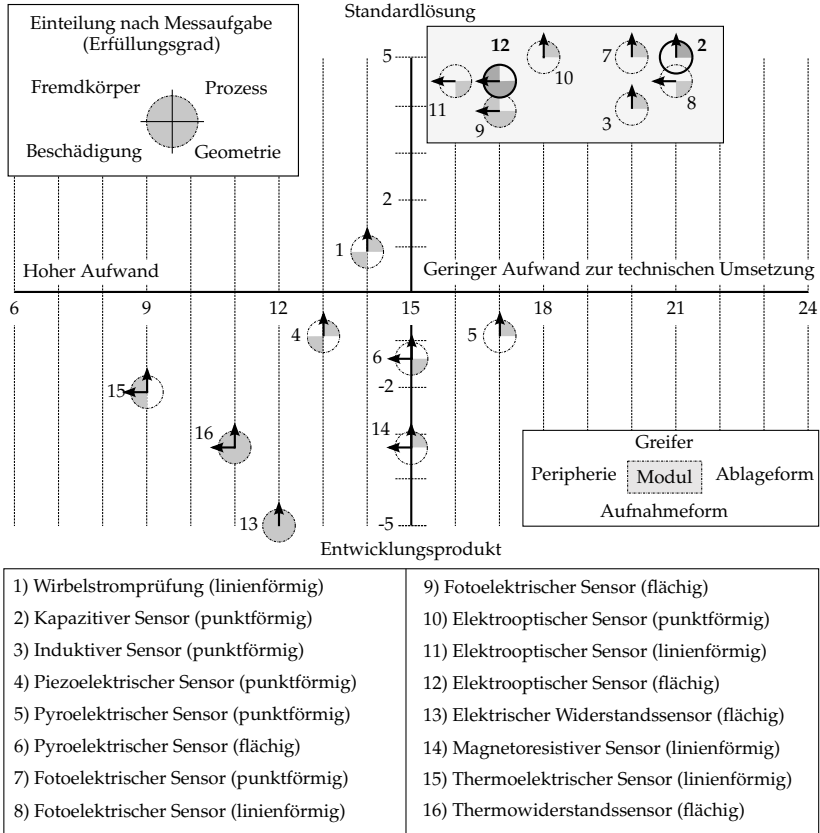 Standardlösung
Einteilung nach Messaufgabe
(Erfüllungsgrad)
Fremdkörper Prozess
Beschädigung Geometrie
5
12
10
7
2
11
9
3
8
2
1
Hoher Aufwand
Geringer Aufwand zur technischen Umsetzung
6 9 12 15 18 21 24
4
5
6
-2
15
16
14
13
-5
Greifer
Peripherie Modul Ablageform
Aufnahmeform
Entwicklungsprodukt
1) Wirbelstromprüfung (linienförmig)
2) Kapazitiver Sensor (punktförmig)
3) Induktiver Sensor (punktförmig)
4) Piezoelektrischer Sensor (punktförmig)
5) Pyroelektrischer Sensor (punktförmig)
6) Pyroelektrischer Sensor (flächig)
7) Fotoelektrischer Sensor (punktförmig)
8) Fotoelektrischer Sensor (linienförmig)
9) Fotoelektrischer Sensor (flächig)
10) Elektrooptischer Sensor (punktförmig)
11) Elektrooptischer Sensor (linienförmig)
12) Elektrooptischer Sensor (flächig)
13) Elektrischer Widerstandssensor (flächig)
14) Magnetoresistiver Sensor (linienförmig)
15) Thermoelektrischer Sensor (linienförmig)
16) Thermowiderstandssensor (flächig)